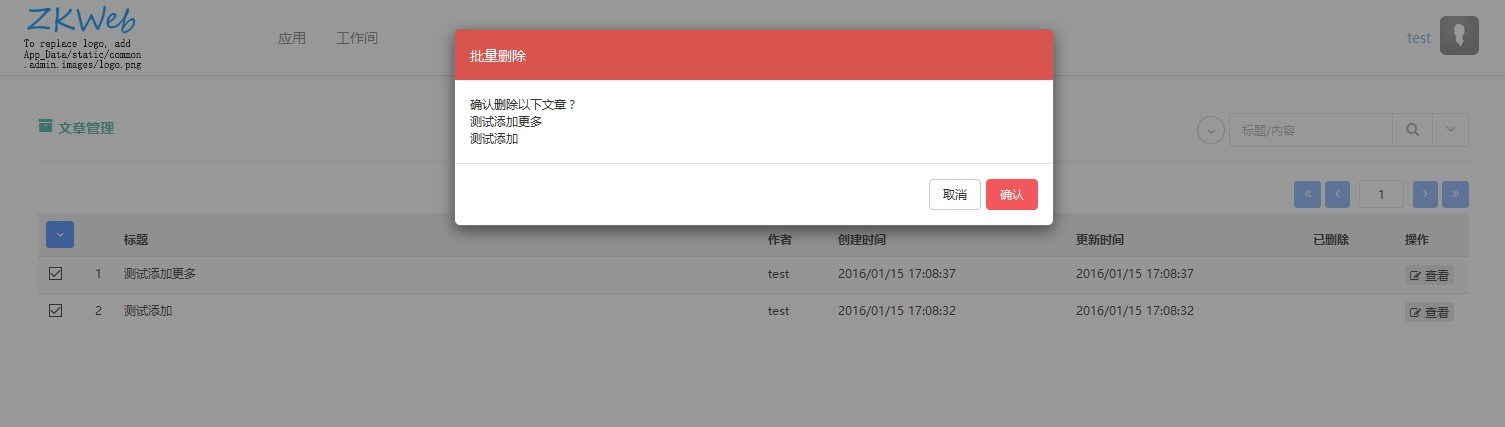 ZKWeb
To replace logo, add
App_Data/static/common
.admin.images/logo.png
应用 工作间
test
批量删除
确认删除以下文章？
测试添加更多
测试添加
取消 确认
文章管理
标题/内容
« ‹ 1 › »
标题 作者 创建时间 更新时间 已删除 操作
1 测试添加更多 test 2016/01/15 17:08:37 2016/01/15 17:08:37 查看
2 测试添加 test 2016/01/15 17:08:32 2016/01/15 17:08:32 查看